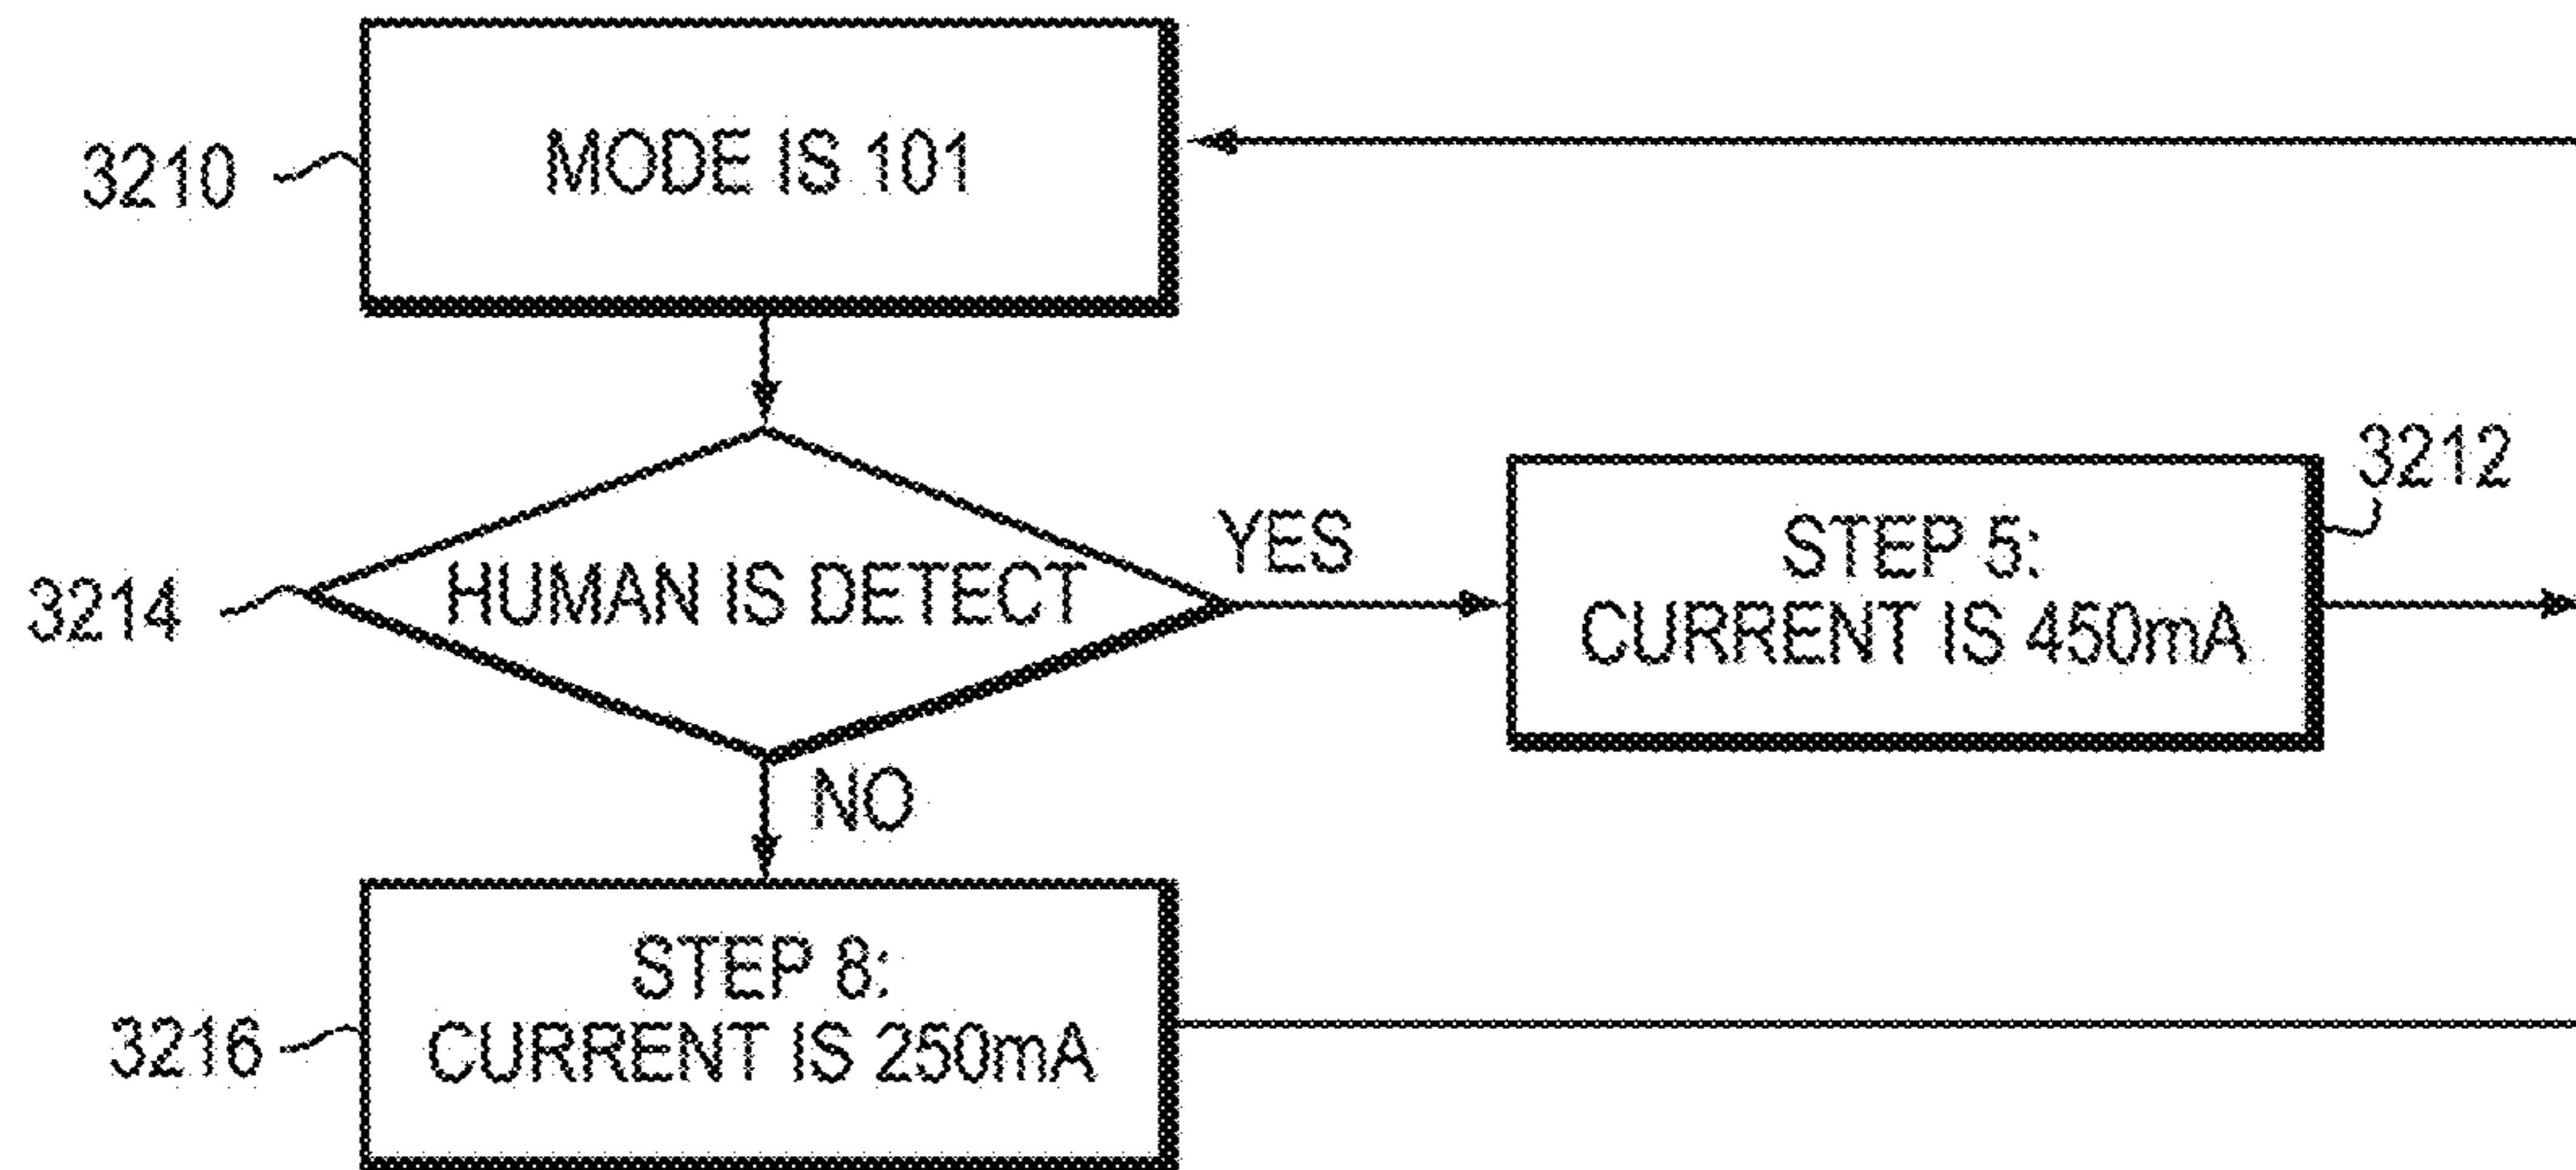 3210
MODE IS 101
3214
HUMAN IS DETECT
YES
STEP 5:
CURRENT IS 450mA
3212
NO
STEP 8:
CURRENT IS 250mA
3216